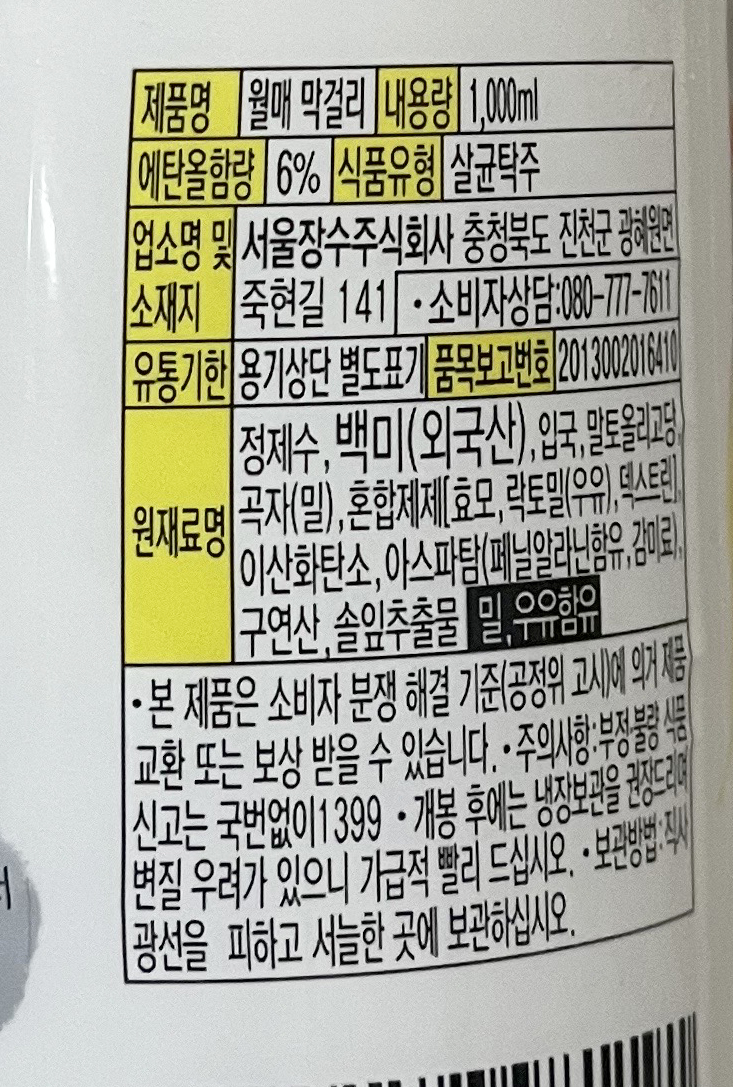 제품명 월매 막걸리 내용량 1,000ml
에탄올함량 6% 식품유형 살균탁주
업소명 및 서울장수주식회사 충청북도 진천군 광혜원면
소재지 죽현길 141 •소비자상담:080-777-7611
유통기한 용기상단 별도표기 품목보고번호 2013002016410
정제수, 백미(외국산), 입국, 말토올리고당,
곡자(밀), 혼합제제[효모, 락토밀(우유), 덱스트린],
원재료명
이산화탄소, 아스파탐(페닐알라닌함유, 감미료),
구연산, 솔잎추출물 밀, 우유함유
•본 제품은 소비자 분쟁 해결 기준(공정위 고시)에 의거 제품
교환 또는 보상 받을 수 있습니다. •주의사항:부정·불량 식품
신고는 국번없이1399 •개봉 후에는 냉장보관을 권장드리며
변질 우려가 있으니 가급적 빨리 드십시오. •보관방법:직사
광선을 피하고 서늘한 곳에 보관하십시오.